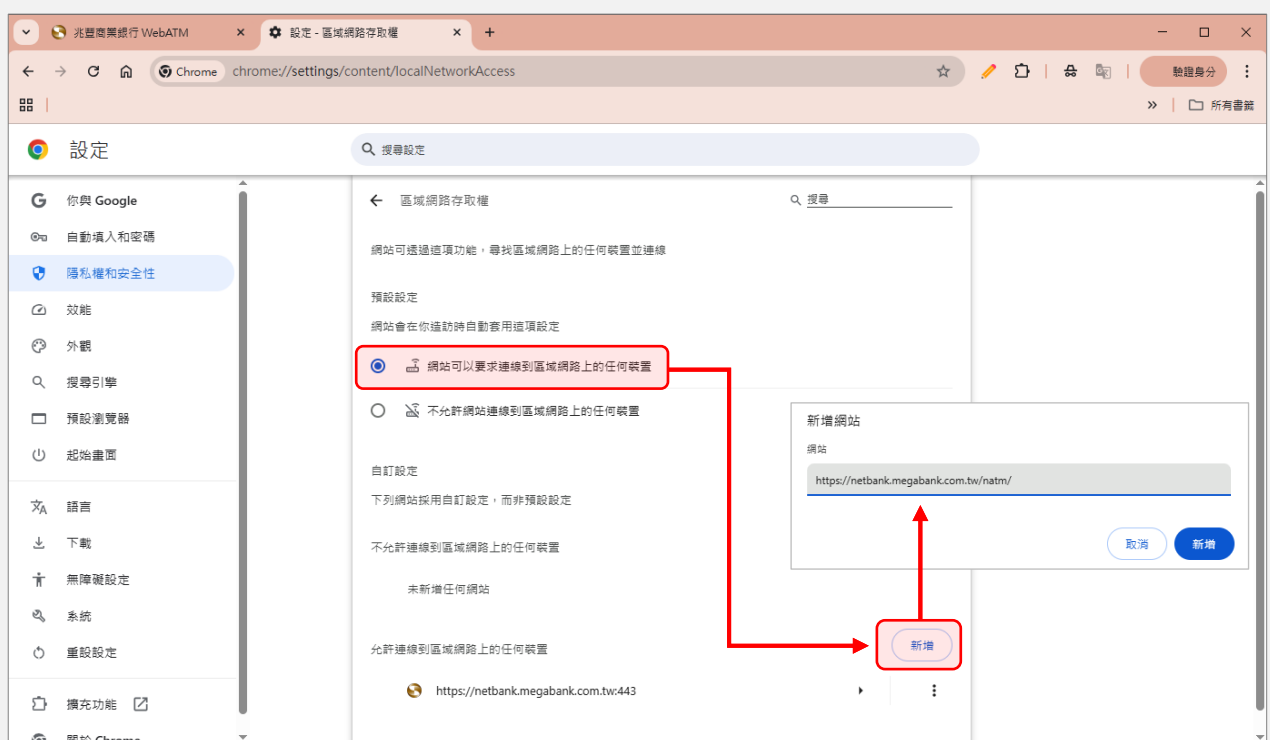 兆豐商業銀行 WebATM
設定 - 區域網路存取權
Chrome
chrome://settings/content/localNetworkAccess
驗證身分
所有書籤
設定
搜尋設定
你與 Google
自動填入和密碼
隱私權和安全性
效能
外觀
搜尋引擎
預設瀏覽器
起始畫面
語言
下載
無障礙設定
系統
重設設定
擴充功能
關於 Chrome
區域網路存取權
搜尋
網站可透過這項功能，尋找區域網路上的任何裝置並連線
預設設定
網站會在你造訪時自動套用這項設定
網站可以要求連線到區域網路上的任何裝置
不允許網站連線到區域網路上的任何裝置
自訂設定
下列網站採用自訂設定，而非預設設定
不允許連線到區域網路上的任何裝置
未新增任何網站
允許連線到區域網路上的任何裝置
新增
https://netbank.megabank.com.tw:443
新增網站
網站
https://netbank.megabank.com.tw/natm/
取消
新增